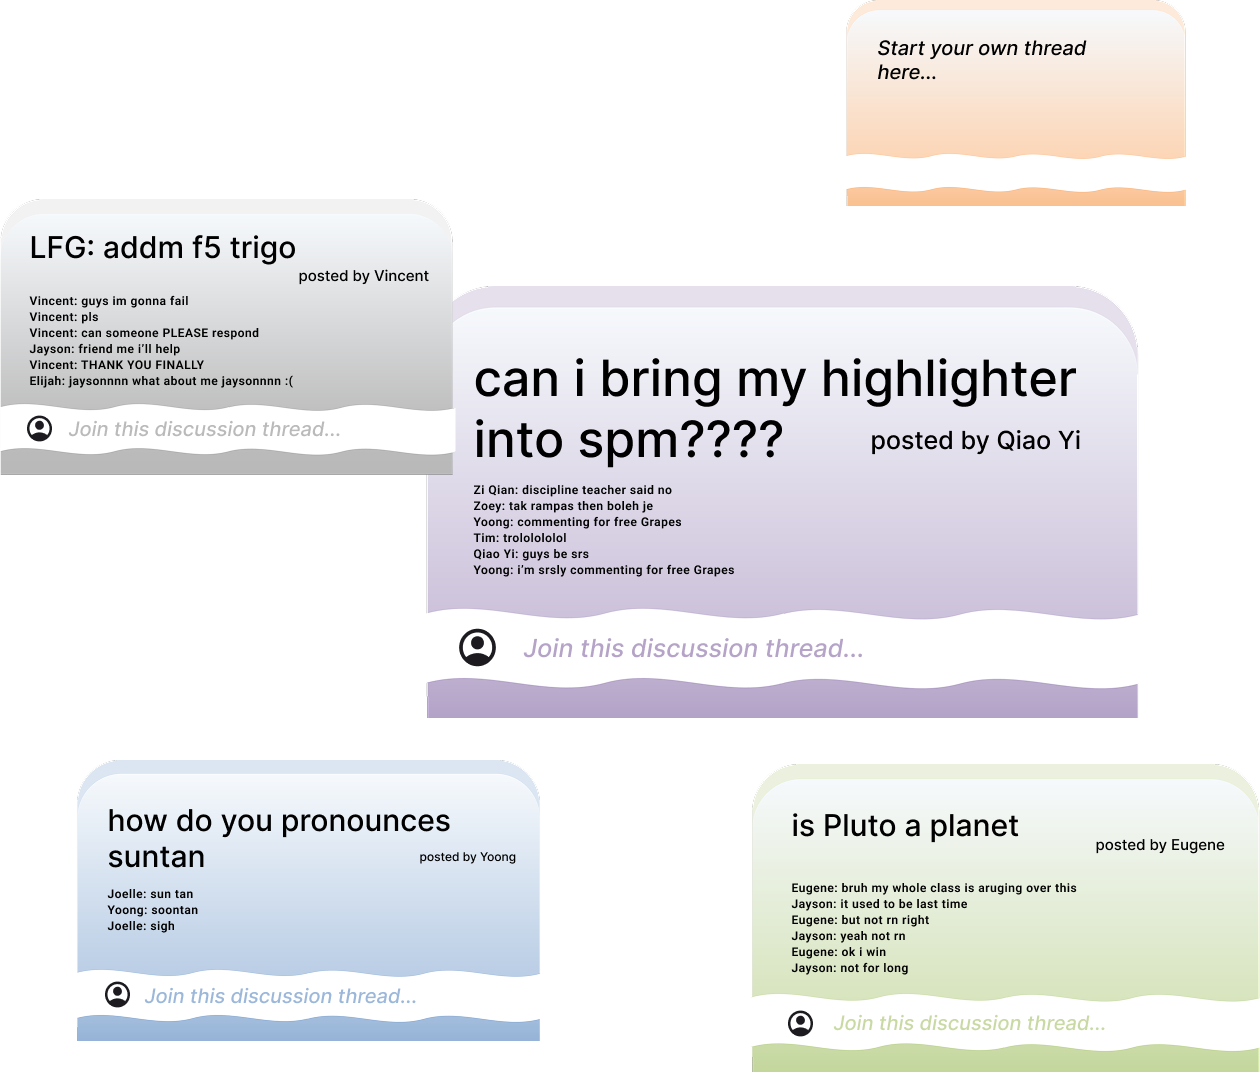 Start your own thread
here...
LFG: addm f5 trigo
posted by Vincent
Vincent: guys im gonna fail
Vincent: pls
Vincent: can someone PLEASE respond
Jayson: friend me i'll help
Vincent: THANK YOU FINALLY
Elijah: jaysonnnn what about me jaysonnnn :(
Join this discussion thread...
can i bring my highlighter
into spm????
posted by Qiao Yi
Zi Qian: discipline teacher said no
Zoey: tak rampas then boleh je
Yoong: commenting for free Grapes
Tim: trololololol
Qiao Yi: guys be srs
Yoong: i'm srsly commenting for free Grapes
Join this discussion thread...
how do you pronounces
suntan
posted by Yoong
Joelle: sun tan
Yoong: soontan
Joelle: sigh
Join this discussion thread...
is Pluto a planet
posted by Eugene
Eugene: bruh my whole class is aruging over this
Jayson: it used to be last time
Eugene: but not rn right
Jayson: yeah not rn
Eugene: ok i win
Jayson: not for long
Join this discussion thread...